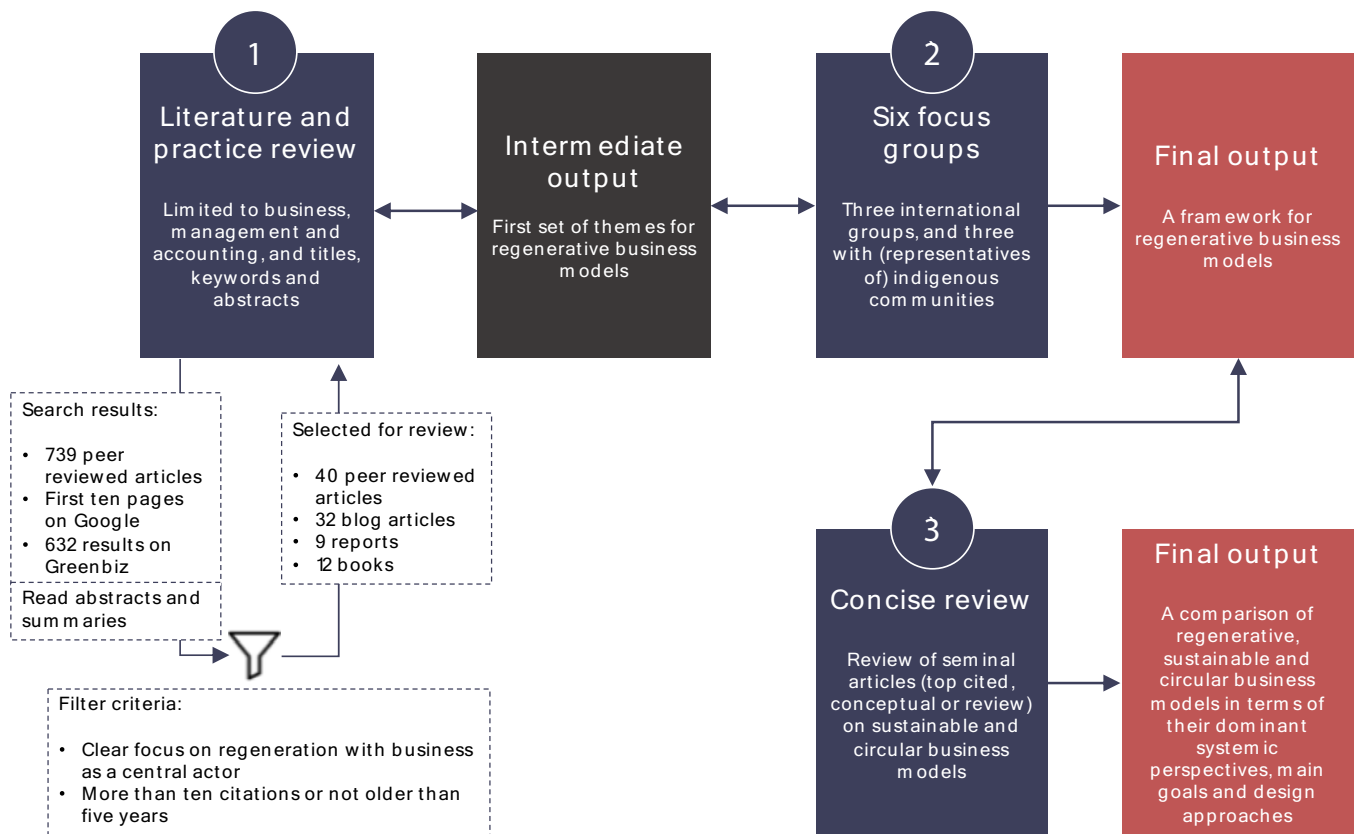 1
Literature and
practice review
Limited to business,
management and
accounting, and titles,
keywords and
abstracts
Intermediate
output
First set of themes for
regenerative business
models
2
Six focus
groups
Three international
groups, and three
with (representatives
of) indigenous
communities
Final output
A framework for
regenerative business
models
Search results:
• 739 peer
reviewed articles
• First ten pages
on Google
• 632 results on
Greenbiz
Read abstracts and
summaries
Selected for review:
• 40 peer reviewed
articles
• 32 blog articles
• 9 reports
• 12 books
Filter criteria:
• Clear focus on regeneration with business
as a central actor
• More than ten citations or not older than
five years
3
Concise review
Review of seminal
articles (top cited,
conceptual or review)
on sustainable and
circular business
models
Final output
A comparison of
regenerative,
sustainable and
circular business
models in terms of
their dominant
systemic
perspectives, main
goals and design
approaches